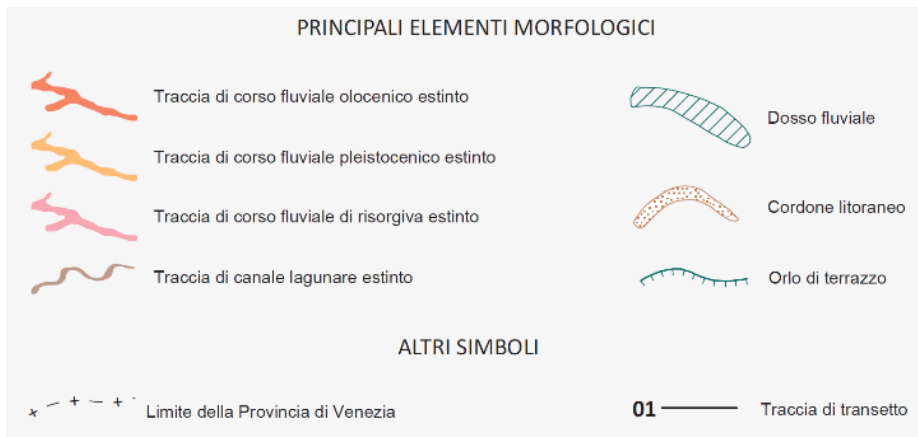 PRINCIPALI ELEMENTI MORFOLOGICI
Traccia di corso fluviale olocenico estinto
Traccia di corso fluviale pleistocenico estinto
Traccia di corso fluviale di risorgiva estinto
Traccia di canale lagunare estinto
Dosso fluviale
Cordone litoraneo
Orlo di terrazzo
ALTRI SIMBOLI
Limite della Provincia di Venezia
01
Traccia di transetto